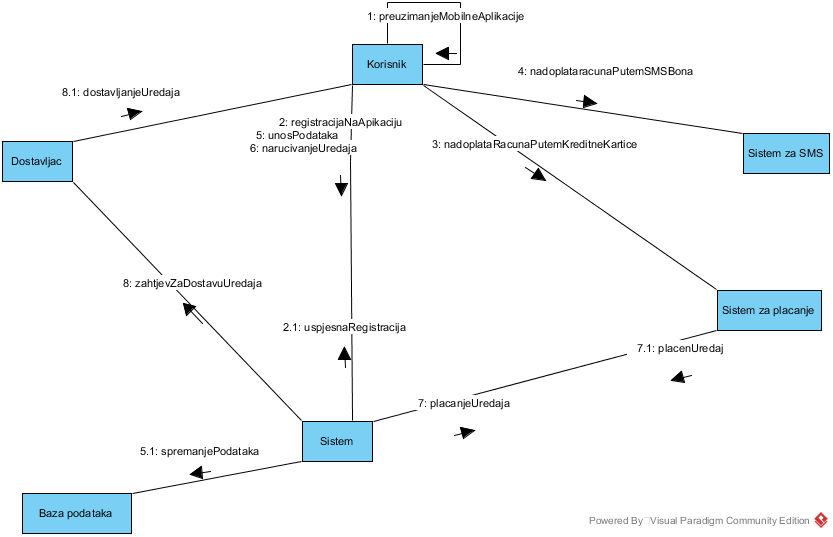 1: preuzimanjeMobilneAplikacije
Korisnik
4: nadoplataracunaPutemSMSBona
8.1: dostavljanjeUredaja
2: registracijaNaApikaciju
5: unosPodataka
6: narucivanjeUredaja
3: nadoplataRacunaPutemKreditneKartice
Sistem za SMS
Dostavljac
8: zahtjevZaDostavuUredaja
Sistem za placanje
2.1: uspjesnaRegistracija
7.1: placenUredaj
7: placanjeUredaja
Sistem
5.1: spremanjePodataka
Baza podataka
Powered By Visual Paradigm Community Edition